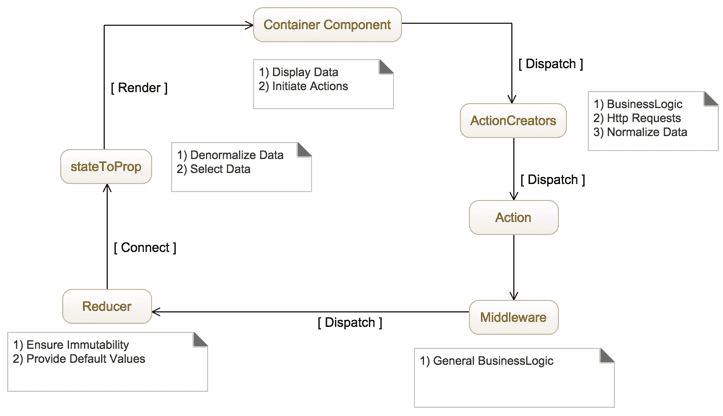 Container Component
[ Dispatch ]
1) Display Data
2) Initiate Actions
[ Render ]
ActionCreators
1) BusinessLogic
2) Http Requests
3) Normalize Data
stateToProp
1) Denormalize Data
2) Select Data
[ Dispatch ]
Action
[ Connect ]
Reducer
[ Dispatch ]
Middleware
1) Ensure Immutability
2) Provide Default Values
1) General BusinessLogic